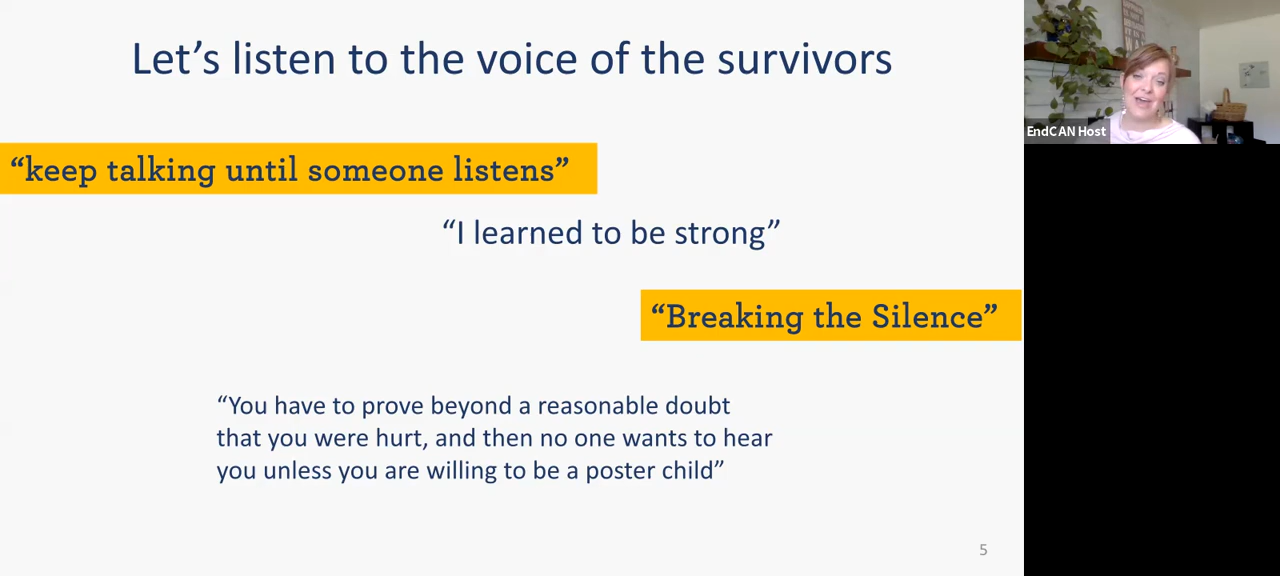 Let’s listen to the voice of the survivors
“keep talking until someone listens”
“I learned to be strong”
“Breaking the Silence”
“You have to prove beyond a reasonable doubt
that you were hurt, and then no one wants to hear
you unless you are willing to be a poster child”
5
EndCAN Host